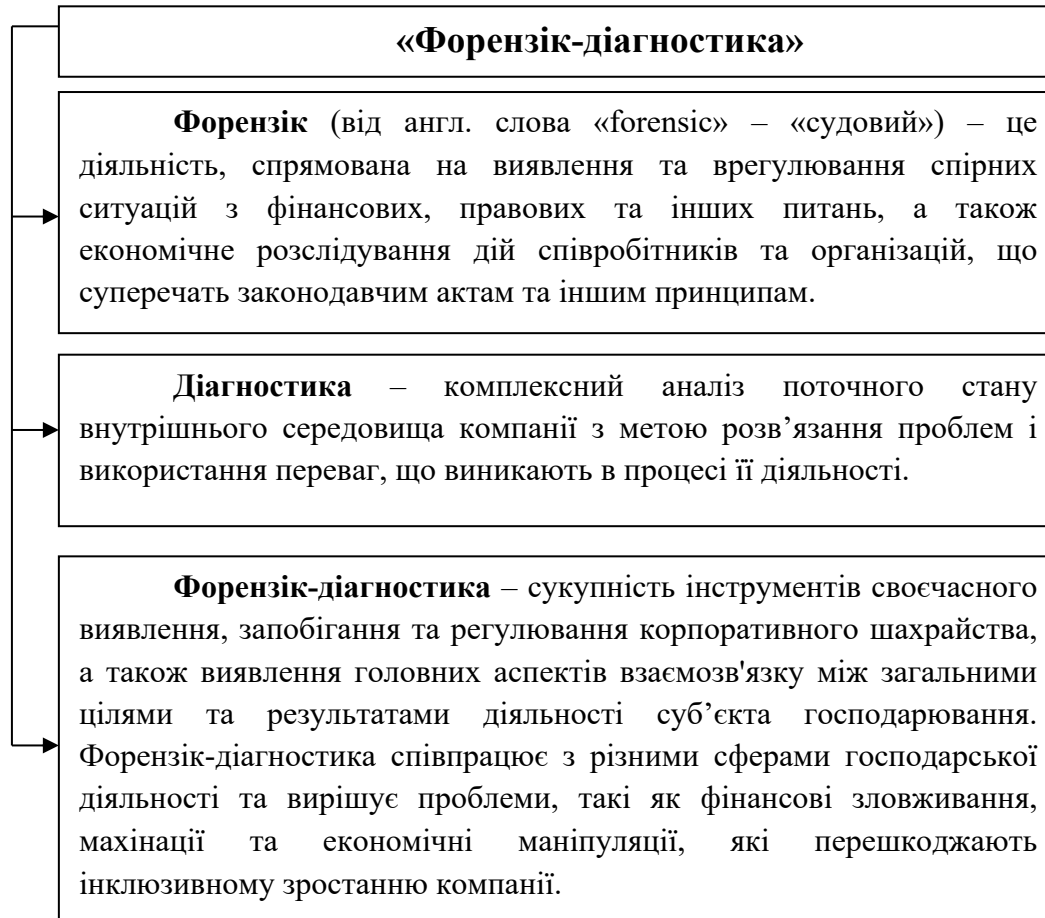 «Форензік-діагностика»
Форензік (від англ. слова «forensic» – «судовий») – це
діяльність, спрямована на виявлення та врегулювання спірних
ситуацій з фінансових, правових та інших питань, а також
економічне розслідування дій співробітників та організацій, що
суперечать законодавчим актам та іншим принципам.
Діагностика – комплексний аналіз поточного стану
внутрішнього середовища компанії з метою розв’язання проблем і
використання переваг, що виникають в процесі її діяльності.
Форензік-діагностика – сукупність інструментів своєчасного
виявлення, запобігання та регулювання корпоративного шахрайства,
а також виявлення головних аспектів взаємозв'язку між загальними
цілями та результатами діяльності суб’єкта господарювання.
Форензік-діагностика співпрацює з різними сферами господарської
діяльності та вирішує проблеми, такі як фінансові зловживання,
махінації та економічні маніпуляції, які перешкоджають
інклюзивному зростанню компанії.